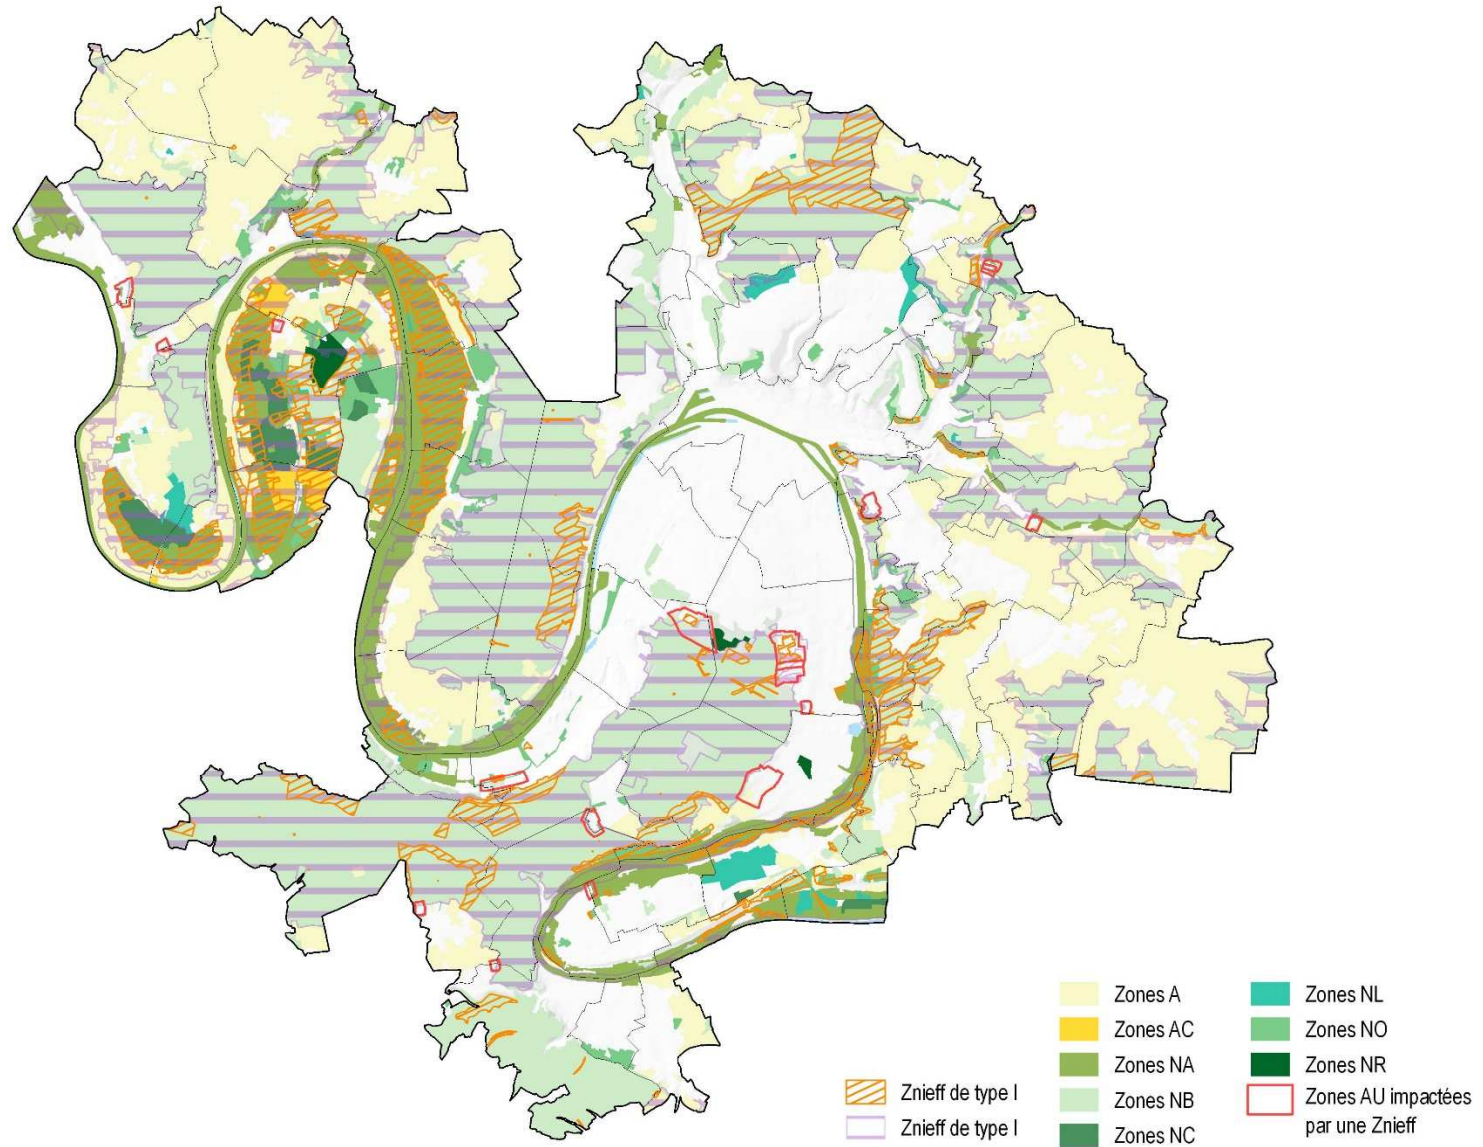 Znieff de type I
Znieff de type I
Zones A
Zones AC
Zones NA
Zones NB
Zones NC
Zones NL
Zones NO
Zones NR
Zones AU impactées
par une Znieff